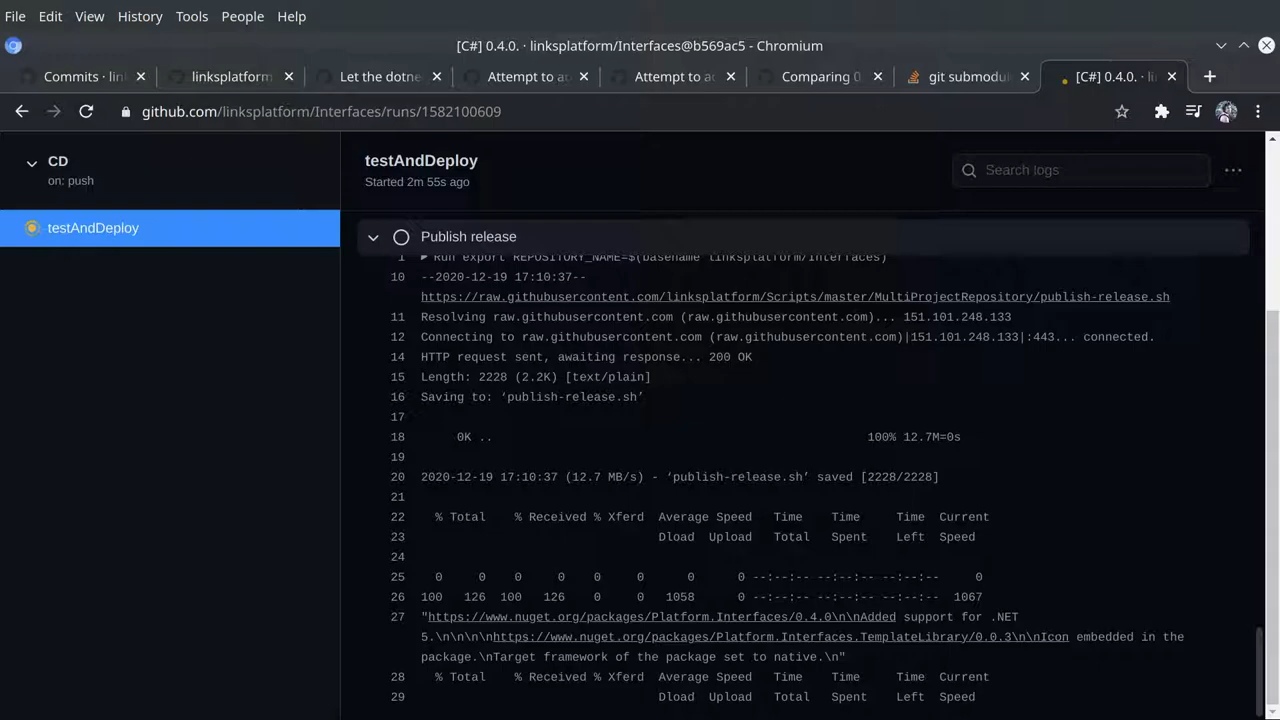 File Edit View History Tools People Help
[C#] 0.4.0. · linksplatform/Interfaces@b569ac5 - Chromium
Commits · lin
linksplatform
Let the dotne
Attempt to ac
Attempt to ac
Comparing 0.
git submodul
[C#] 0.4.0. · li
github.com/linksplatform/Interfaces/runs/1582100609
CD
on: push
testAndDeploy
testAndDeploy
Started 2m 55s ago
Search logs
Publish release
1 Run export REPOSITORY_NAME=$(basename linksplatform/Interfaces)
10 --2020-12-19 17:10:37--
https://raw.githubusercontent.com/linksplatform/Scripts/master/MultiProjectRepository/publish-release.sh
11 Resolving raw.githubusercontent.com (raw.githubusercontent.com)... 151.101.248.133
12 Connecting to raw.githubusercontent.com (raw.githubusercontent.com)|151.101.248.133|:443... connected.
14 HTTP request sent, awaiting response... 200 OK
15 Length: 2228 (2.2K) [text/plain]
16 Saving to: ‘publish-release.sh’
17
18 0K .. 100% 12.7M=0s
19
20 2020-12-19 17:10:37 (12.7 MB/s) - ‘publish-release.sh’ saved [2228/2228]
21
22 % Total % Received % Xferd Average Speed Time Time Time Current
23 Dload Upload Total Spent Left Speed
24
25 0 0 0 0 0 0 0 0 --:--:-- --:--:-- --:--:-- 0
26 100 126 100 126 0 0 1058 0 --:--:-- --:--:-- --:--:-- 1067
27 "https://www.nuget.org/packages/Platform.Interfaces/0.4.0\n\nAdded support for .NET
5.\n\n\n\nhttps://www.nuget.org/packages/Platform.Interfaces.TemplateLibrary/0.0.3\n\nIcon embedded in the
package.\nTarget framework of the package set to native.\n"
28 % Total % Received % Xferd Average Speed Time Time Time Current
29 Dload Upload Total Spent Left Speed